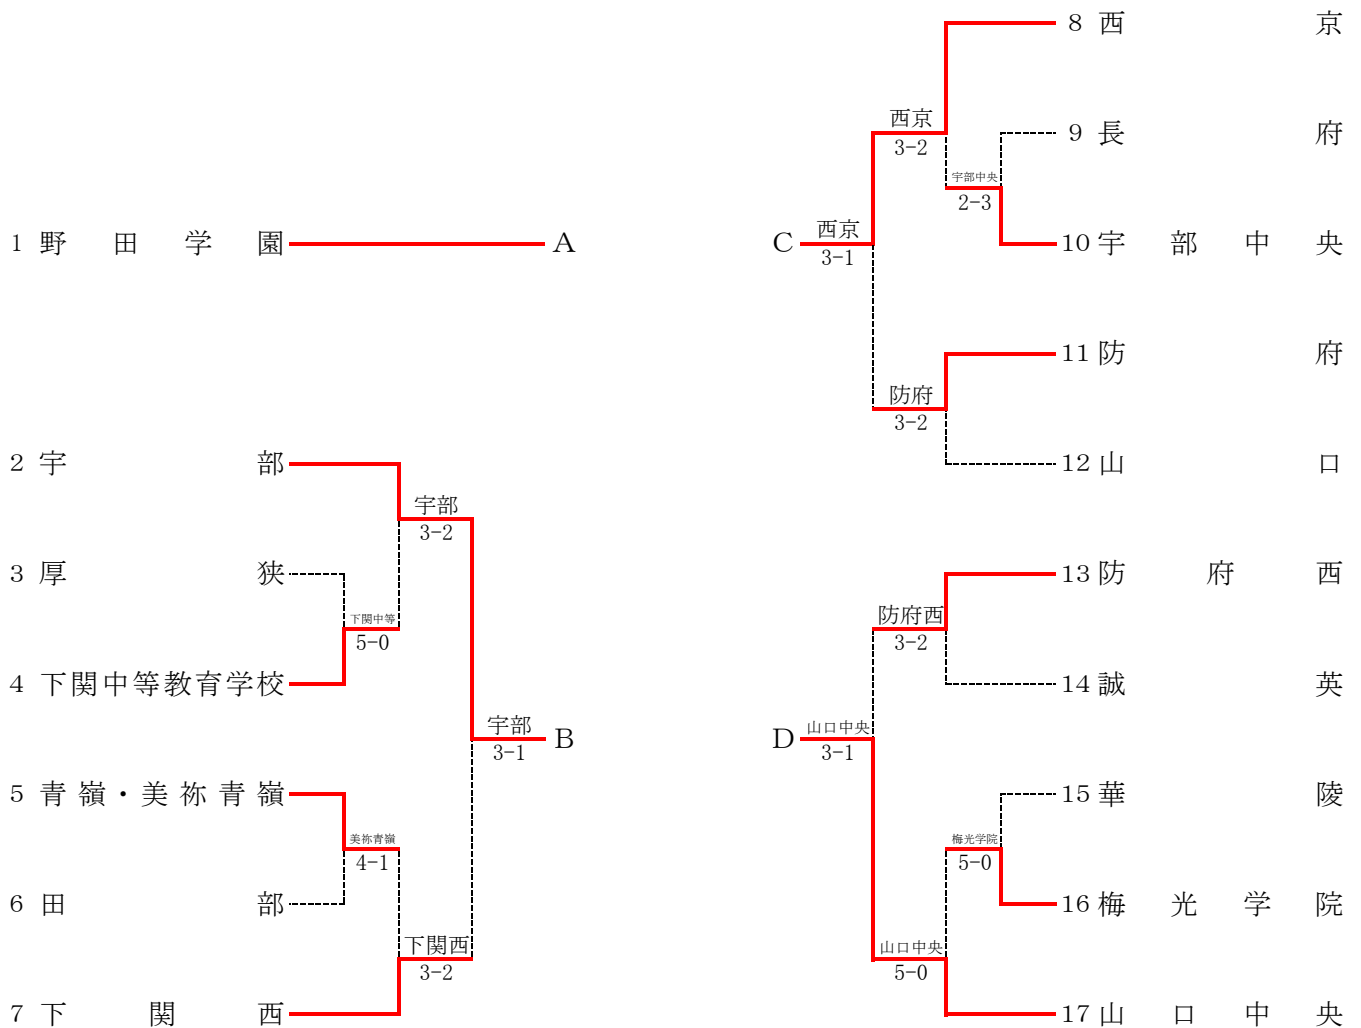 1 野田学園 A
2 宇部
宇部
3-2
3 厚狭
下関中等
5-0
4 下関中等教育学校
宇部 B
3-1
5 青嶺・美祢青嶺
美祢青嶺
4-1
6 田部
下関西
3-2
7 下関西
8 西京
西京
3-2
9 長府
宇部中央
2-3
西京
C
3-1
10 宇部中央
11 防府
防府
3-2
12 山口
13 防府西
防府西
3-2
14 誠英
山口中央
D
3-1
15 華陵
梅光学院
5-0
16 梅光学院
山口中央
5-0
17 山口中央